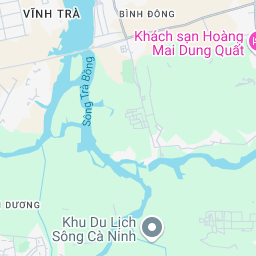 VĨNH TRÀ
BÌNH ĐÔNG
Khách sạn Hoàng
Mai Dung Quất
Sông Trà Bồng
DƯƠNG
Khu Du Lịch
Sông Cà Ninh